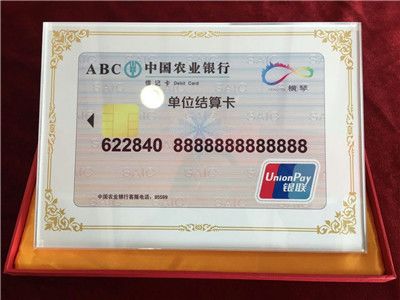 ABC 中国农业银行
借记卡 Debit Card
横琴
单位结算卡
622840 8888888888888
UnionPay
银联
中国农业银行客服电话：95599
SAIC